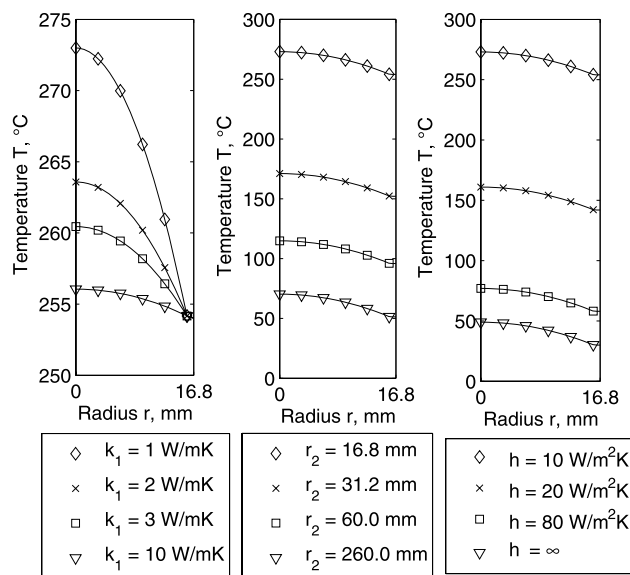 275
270
265
260
255
250
Temperature T, °C
0
16.8
Radius r, mm
300
250
200
150
100
50
0
Temperature T, °C
0
16.8
Radius r, mm
300
250
200
150
100
50
0
Temperature T, °C
0
16.8
Radius r, mm
k₁ = 1 W/mK
k₁ = 2 W/mK
k₁ = 3 W/mK
k₁ = 10 W/mK
r₂ = 16.8 mm
r₂ = 31.2 mm
r₂ = 60.0 mm
r₂ = 260.0 mm
h = 10 W/m²K
h = 20 W/m²K
h = 80 W/m²K
h = ∞